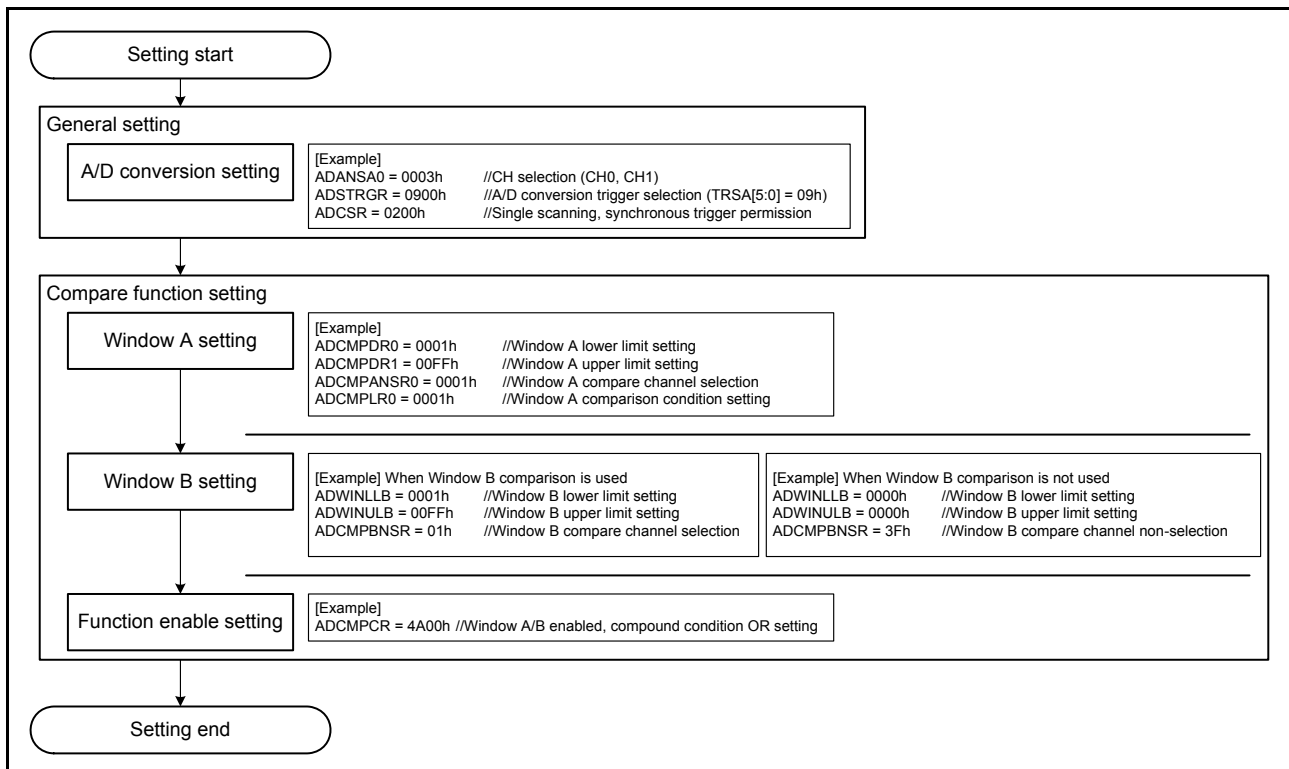 Setting start
General setting
A/D conversion setting
[Example]
ADANSA0 = 0003h //CH selection (CH0, CH1)
ADSTRGR = 0900h //A/D conversion trigger selection (TRSA[5:0] = 09h)
ADCSR = 0200h //Single scanning, synchronous trigger permission
Compare function setting
Window A setting
[Example]
ADCMPDR0 = 0001h //Window A lower limit setting
ADCMPDR1 = 00FFh //Window A upper limit setting
ADCMPANSR0 = 0001h //Window A compare channel selection
ADCMPLR0 = 0001h //Window A comparison condition setting
Window B setting
[Example] When Window B comparison is used
ADWINLLB = 0001h //Window B lower limit setting
ADWINULB = 00FFh //Window B upper limit setting
ADCMPBNSR = 01h //Window B compare channel selection
[Example] When Window B comparison is not used
ADWINLLB = 0000h //Window B lower limit setting
ADWINULB = 0000h //Window B upper limit setting
ADCMPBNSR = 3Fh //Window B compare channel non-selection
Function enable setting
[Example]
ADCMPCR = 4A00h //Window A/B enabled, compound condition OR setting
Setting end